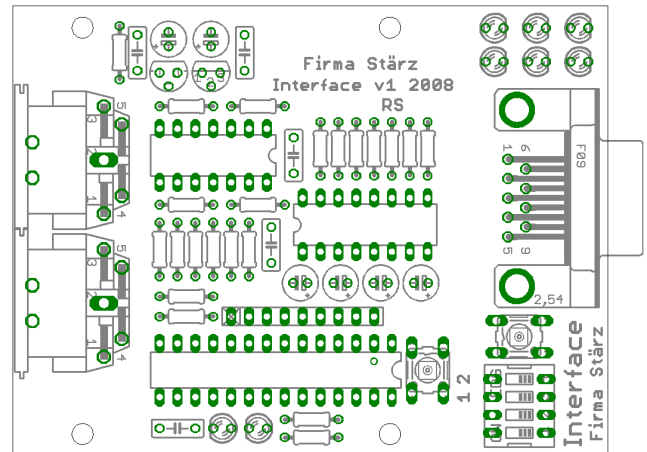 Firma Stärz
Interface v1 2008
RS
5
3
2
1
4
5
3
2
1
4
1
6
F09
5
9
2,54
1 2
Interface
Firma Stärz